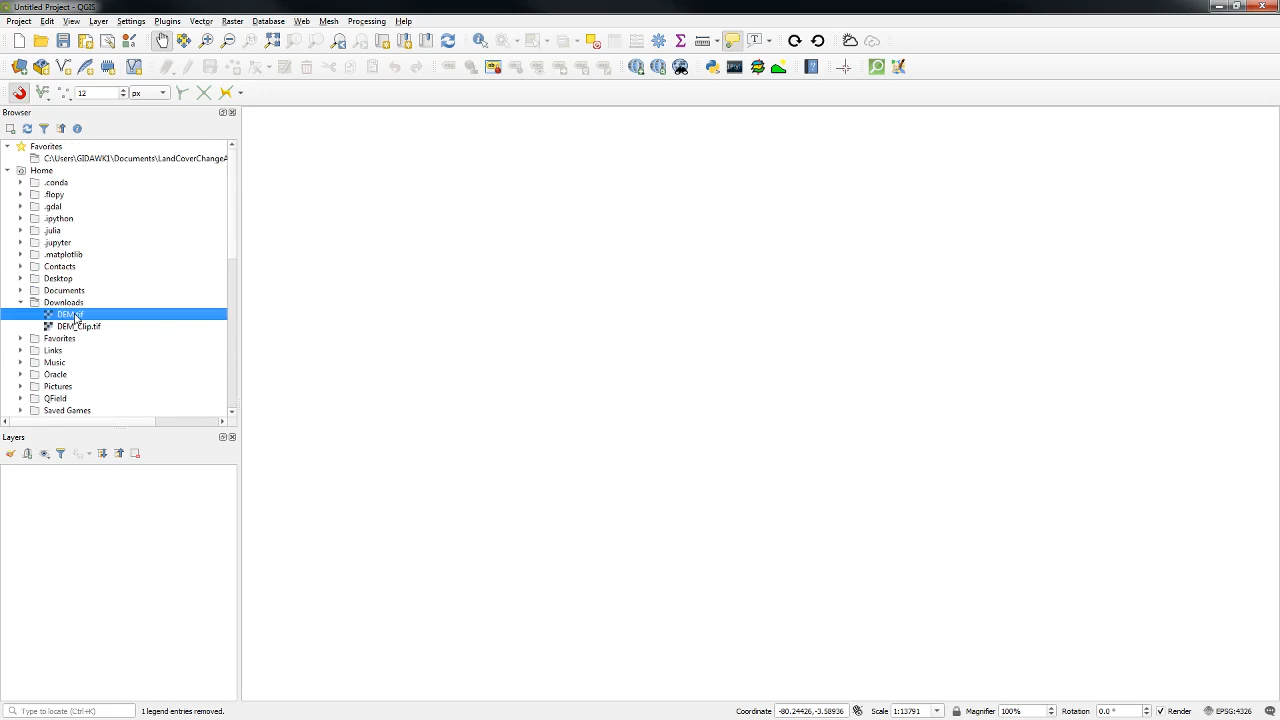 Untitled Project - QGIS
Project Edit View Layer Settings Plugins Vector Raster Database Web Mesh Processing Help
12 px
Browser
Favorites
C:\Users\GIDAWK1\Documents\LandCoverChangeA
Home
.conda
.flopy
.gdal
.ipython
.julia
.jupyter
.matplotlib
Contacts
Desktop
Documents
Downloads
DEM.tif
DEM_Clip.tif
Favorites
Links
Music
Oracle
Pictures
QField
Saved Games
Layers
Type to locate (Ctrl+K) 1 legend entries removed. Coordinate -80.24426,-3.58936 Scale 1:13791 Magnifier 100% Rotation 0.0 ° Render EPSG:4326